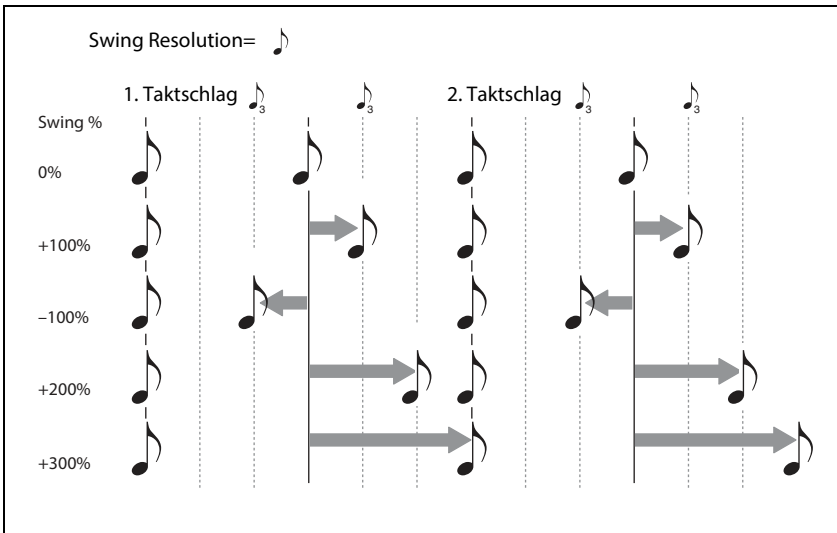 Swing Resolution=
1. Taktschlag 3 3 2. Taktschlag 3 3
Swing %
0%
+100%
–100%
+200%
+300%